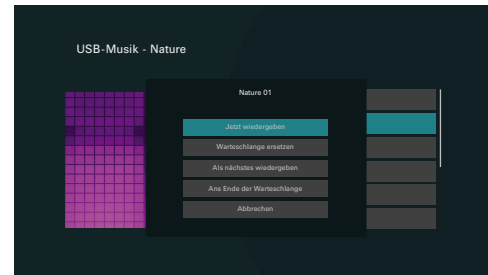 USB-Musik - Nature
Nature 01
Jetzt wiedergeben
Warteschlange ersetzen
Als nächstes wiedergeben
Ans Ende der Warteschlange
Abbrechen